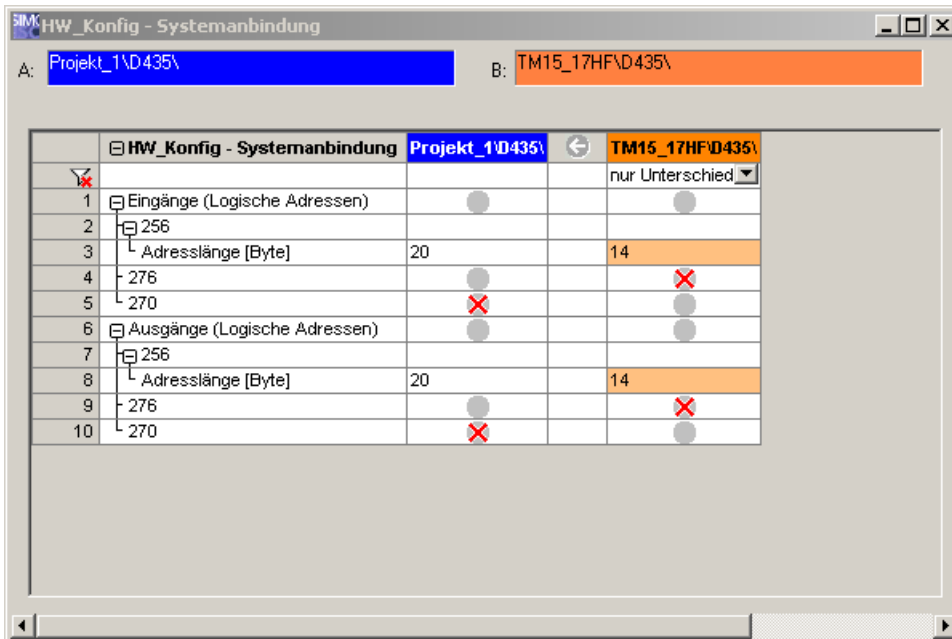 HW_Konfig - Systemanbindung
A: Projekt_1\D435\ B: TM15_17HF\D435\
HW_Konfig - Systemanbindung Projekt_1\D435\ TM15_17HF\D435\
nur Unterschied
1 Eingänge (Logische Adressen)
2 256
3 Adresslänge [Byte] 20 14
4 276
5 270
6 Ausgänge (Logische Adressen)
7 256
8 Adresslänge [Byte] 20 14
9 276
10 270